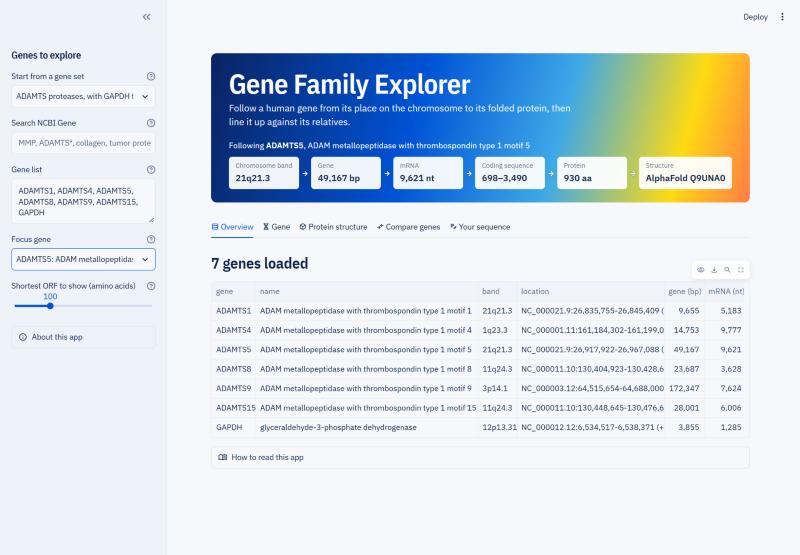 Deploy
Genes to explore
Start from a gene set
ADAMTS proteases, with GAPDH
Search NCBI Gene
MMP, ADAMTS*, collagen, tumor prote
Gene list
ADAMTS1, ADAMTS4, ADAMTS5,
ADAMTS8, ADAMTS9, ADAMTS15,
GAPDH
Focus gene
ADAMTS5: ADAM metallopeptida
Shortest ORF to show (amino acids)
100
About this app
Gene Family Explorer
Follow a human gene from its place on the chromosome to its folded protein, then
line it up against its relatives.
Following ADAMTS5, ADAM metallopeptidase with thrombospondin type 1 motif 5
Chromosome band Gene mRNA Coding sequence Protein Structure
21q21.3 → 49,167 bp → 9,621 nt → 698–3,490 → 930 aa → AlphaFold Q9UNA0
Overview Gene Protein structure Compare genes Your sequence
7 genes loaded
gene name band location gene (bp) mRNA (nt)
ADAMTS1 ADAM metallopeptidase with thrombospondin type 1 motif 1 21q21.3 NC_000021.9:26,835,755-26,845,409 ( 9,655 5,183
ADAMTS4 ADAM metallopeptidase with thrombospondin type 1 motif 4 1q23.3 NC_000001.11:161,184,302-161,199,0 14,753 9,777
ADAMTS5 ADAM metallopeptidase with thrombospondin type 1 motif 5 21q21.3 NC_000021.9:26,917,922-26,967,088 ( 49,167 9,621
ADAMTS8 ADAM metallopeptidase with thrombospondin type 1 motif 8 11q24.3 NC_000011.10:130,404,923-130,428,6 23,687 3,628
ADAMTS9 ADAM metallopeptidase with thrombospondin type 1 motif 9 3p14.1 NC_000003.12:64,515,654-64,688,000 172,347 7,624
ADAMTS15 ADAM metallopeptidase with thrombospondin type 1 motif 15 11q24.3 NC_000011.10:130,448,645-130,476,6 28,001 6,006
GAPDH glyceraldehyde-3-phosphate dehydrogenase 12p13.31 NC_000012.12:6,534,517-6,538,371 (+ 3,855 1,285
How to read this app